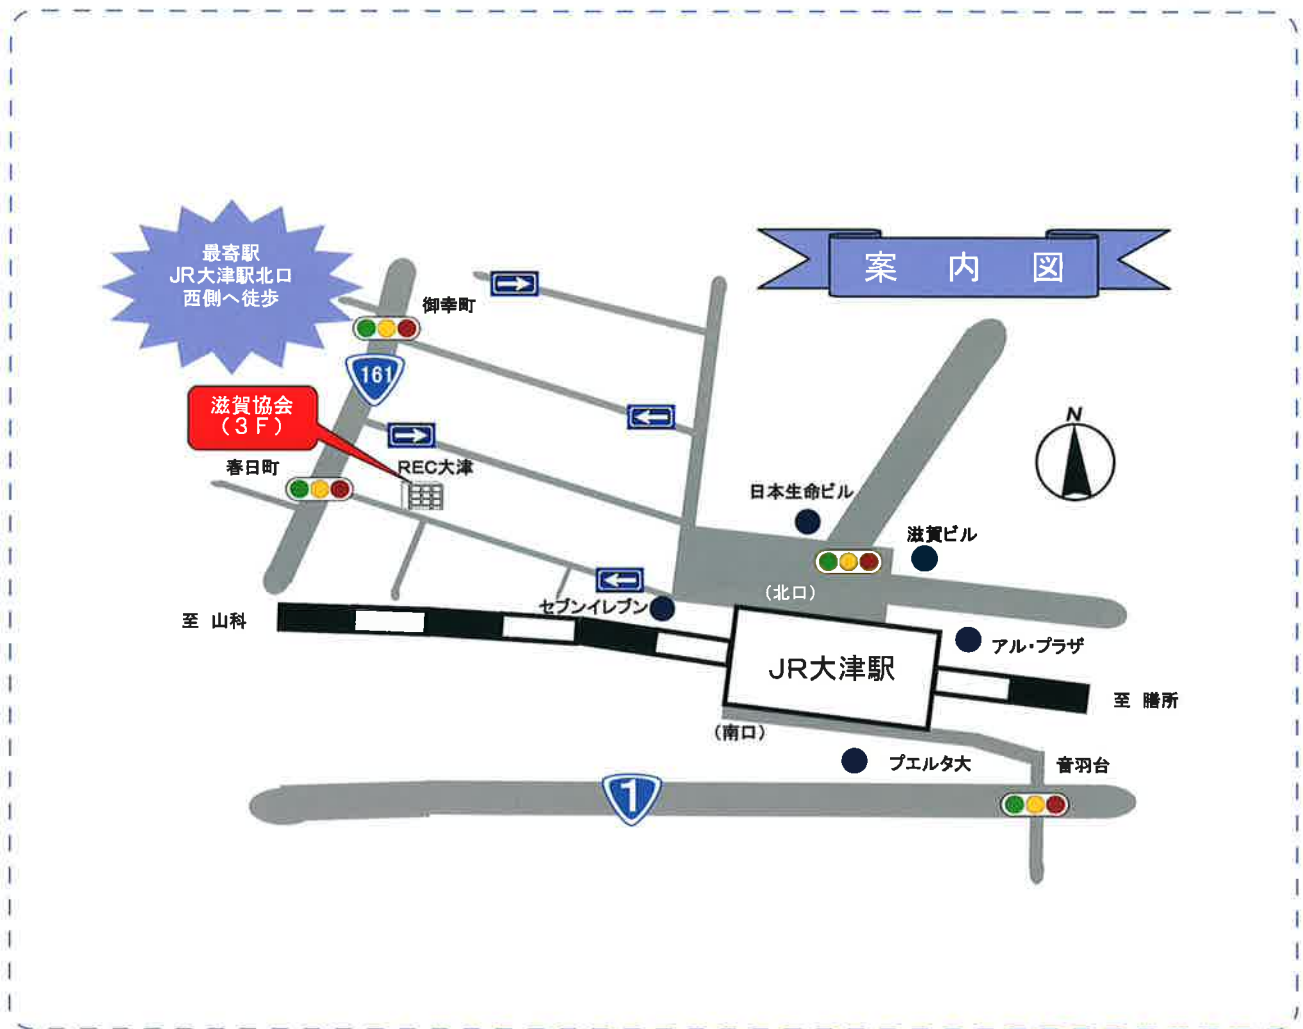 案 内 図
最寄駅
JR大津駅北口
西側へ徒歩
御幸町
161
滋賀協会
(3F)
春日町
REC大津
N
日本生命ビル
滋賀ビル
(北口)
セブンイレブン
至 山科
アル・プラザ
JR大津駅
至 膳所
(南口)
プエルタ大
音羽台
1